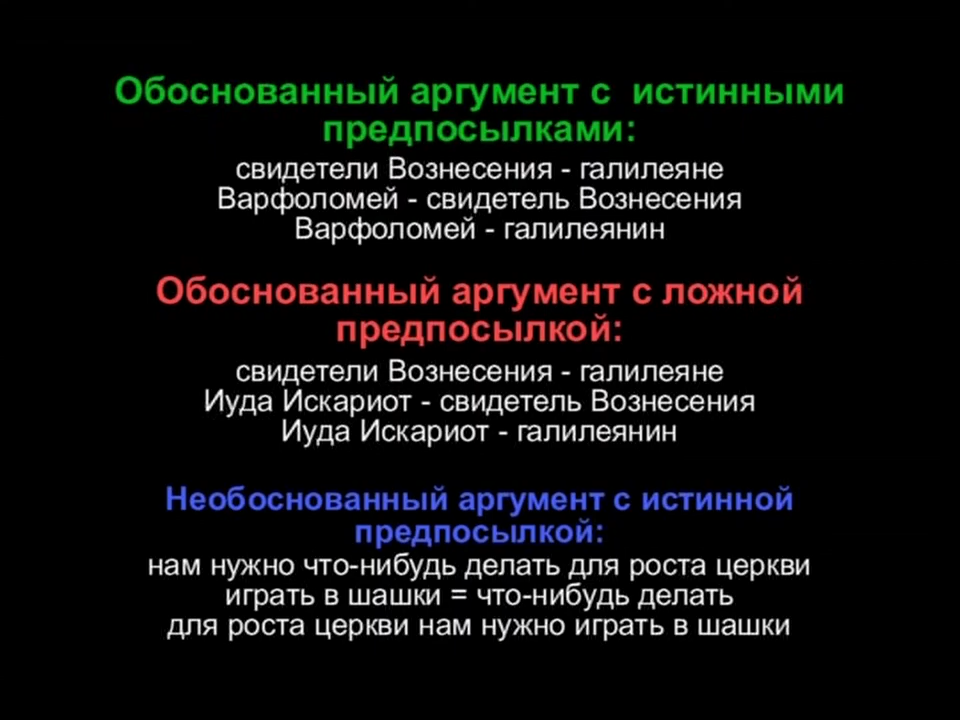 Обоснованный аргумент с истинными
предпосылками:
свидетели Вознесения - галилеяне
Варфоломей - свидетель Вознесения
Варфоломей - галилеянин
Обоснованный аргумент с ложной
предпосылкой:
свидетели Вознесения - галилеяне
Иуда Искариот - свидетель Вознесения
Иуда Искариот - галилеянин
Необоснованный аргумент с истинной
предпосылкой:
нам нужно что-нибудь делать для роста церкви
играть в шашки = что-нибудь делать
для роста церкви нам нужно играть в шашки